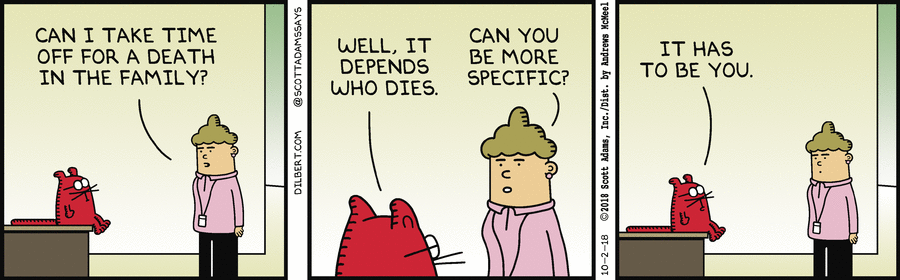 CAN I TAKE TIME
OFF FOR A DEATH
IN THE FAMILY?
DILBERT.COM @SCOTTADAMSSAYS
WELL, IT
DEPENDS
WHO DIES.
CAN YOU
BE MORE
SPECIFIC?
10-2-18 ©2018 Scott Adams, Inc./Dist. by Andrews McMeel
IT HAS
TO BE YOU.